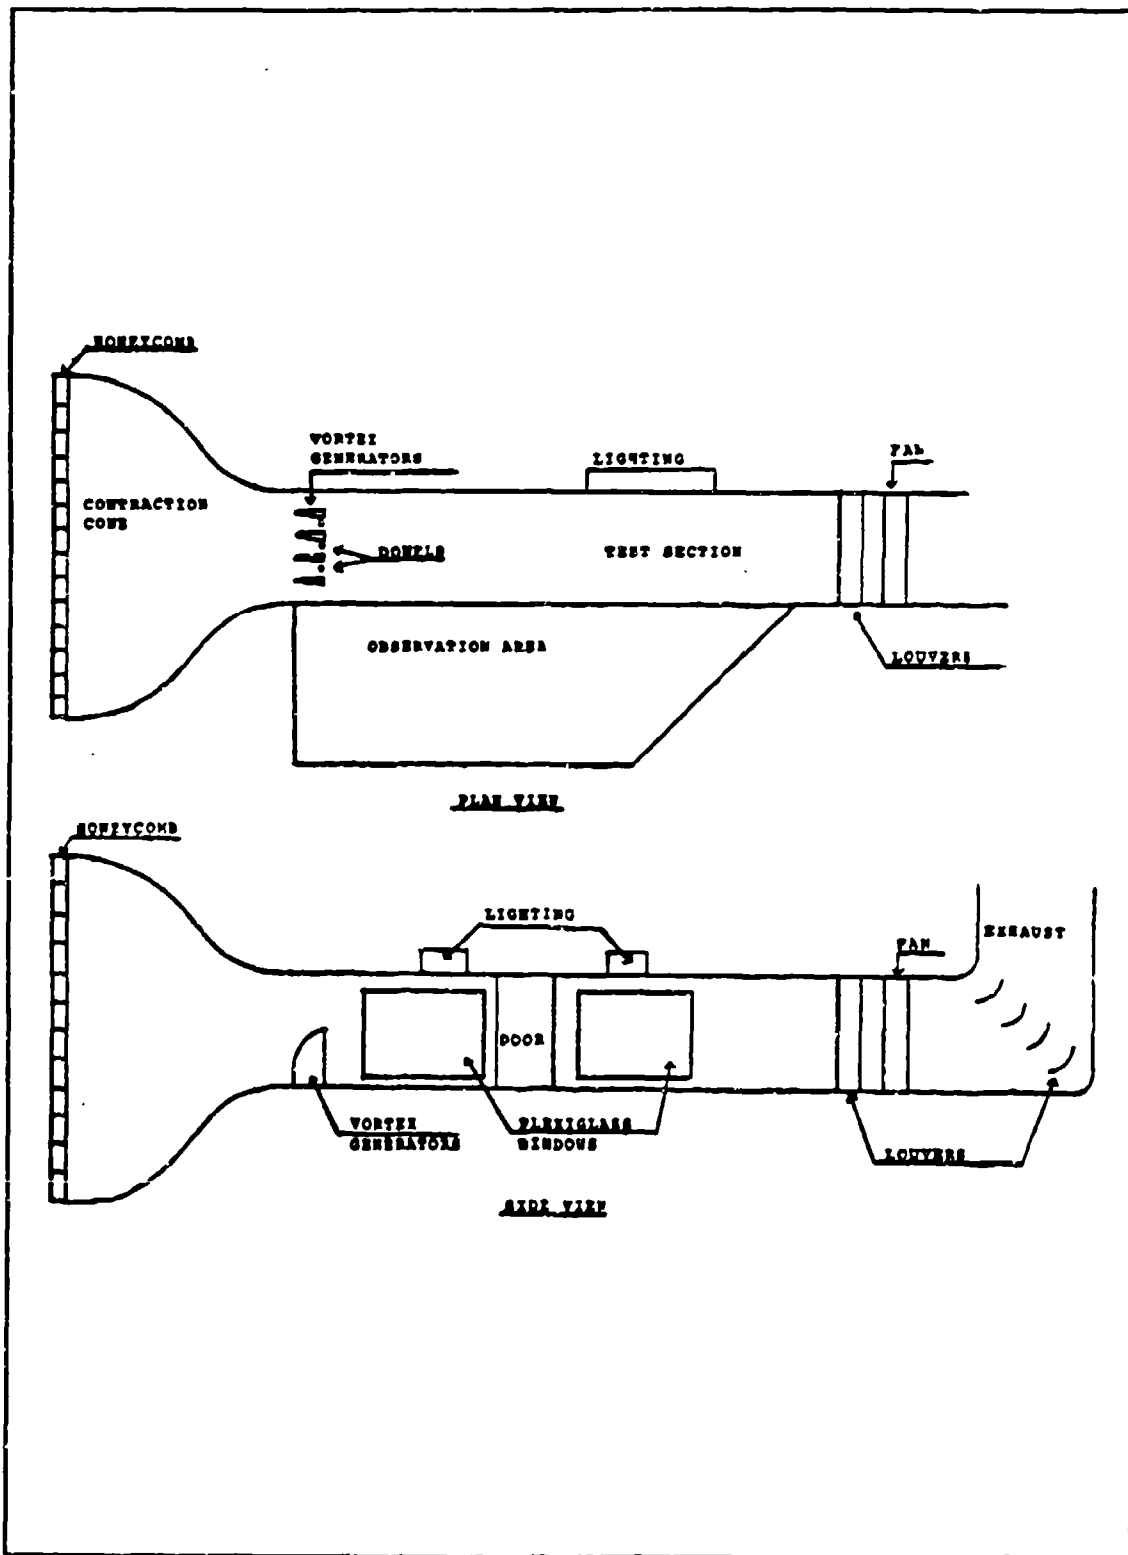 HONEYCOMB
VORTEX
GENERATORS
LIGHTING
FAN
CONTRACTION
CONE
DOWELS
TEST SECTION
OBSERVATION AREA
LOUVERS
PLAN VIEW
HONEYCOMB
LIGHTING
EXHAUST
FAN
DOOR
VORTEX
GENERATORS
PLEXIGLASS
WINDOWS
LOUVERS
SIDE VIEW